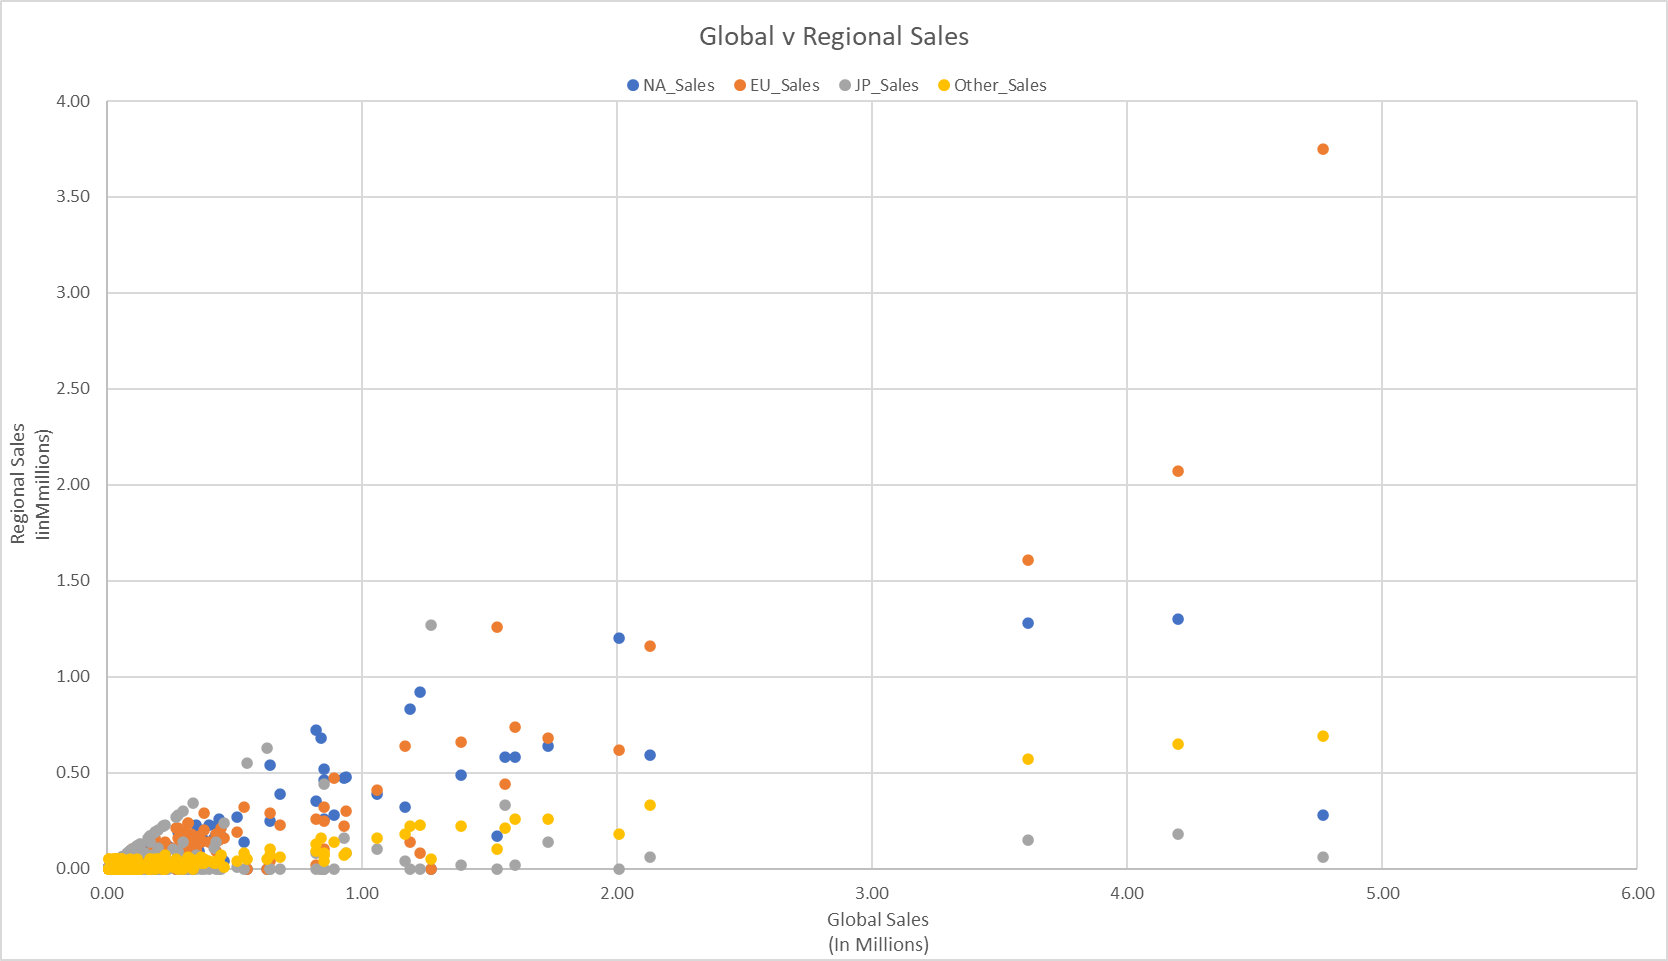 Global v Regional Sales
NA_Sales EU_Sales JP_Sales Other_Sales
4.00
3.50
3.00
2.50
2.00
1.50
1.00
0.50
0.00
Regional Sales
IinMmillions)
0.00 1.00 2.00 3.00 4.00 5.00 6.00
Global Sales
(In Millions)